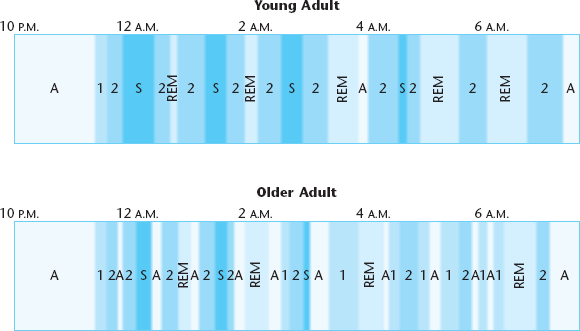 Young Adult
10 P.M. 12 A.M. 2 A.M. 4 A.M. 6 A.M.
A 1 2 S 2 REM 2 S 2 REM 2 S 2 REM A 2 S 2 REM 2 REM 2 A
Older Adult
10 P.M. 12 A.M. 2 A.M. 4 A.M. 6 A.M.
A 1 2 A 2 S A 2 REM A 2 S 2 A REM A 1 2 S A 1 REM A 1 2 1 A 1 2 A 1 A 1 REM 2 A